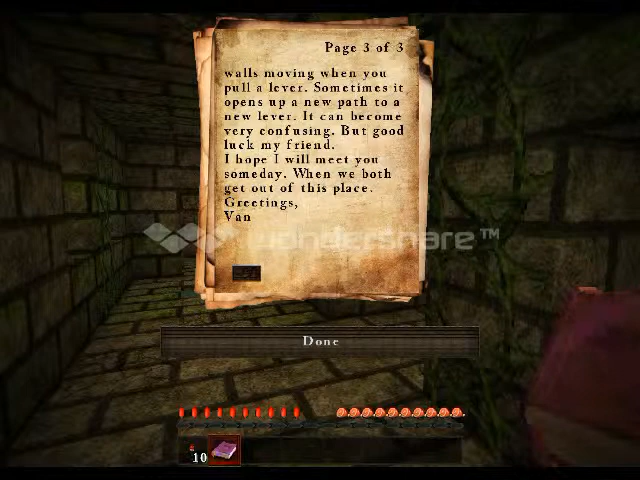 Page 3 of 3
walls moving when you
pull a lever. Sometimes it
opens up a new path to a
new lever. It can become
very confusing. But good
luck my friend.
I hope I will meet you
someday. When we both
get out of this place.
Greetings,
Van
wondershare™
Done
10